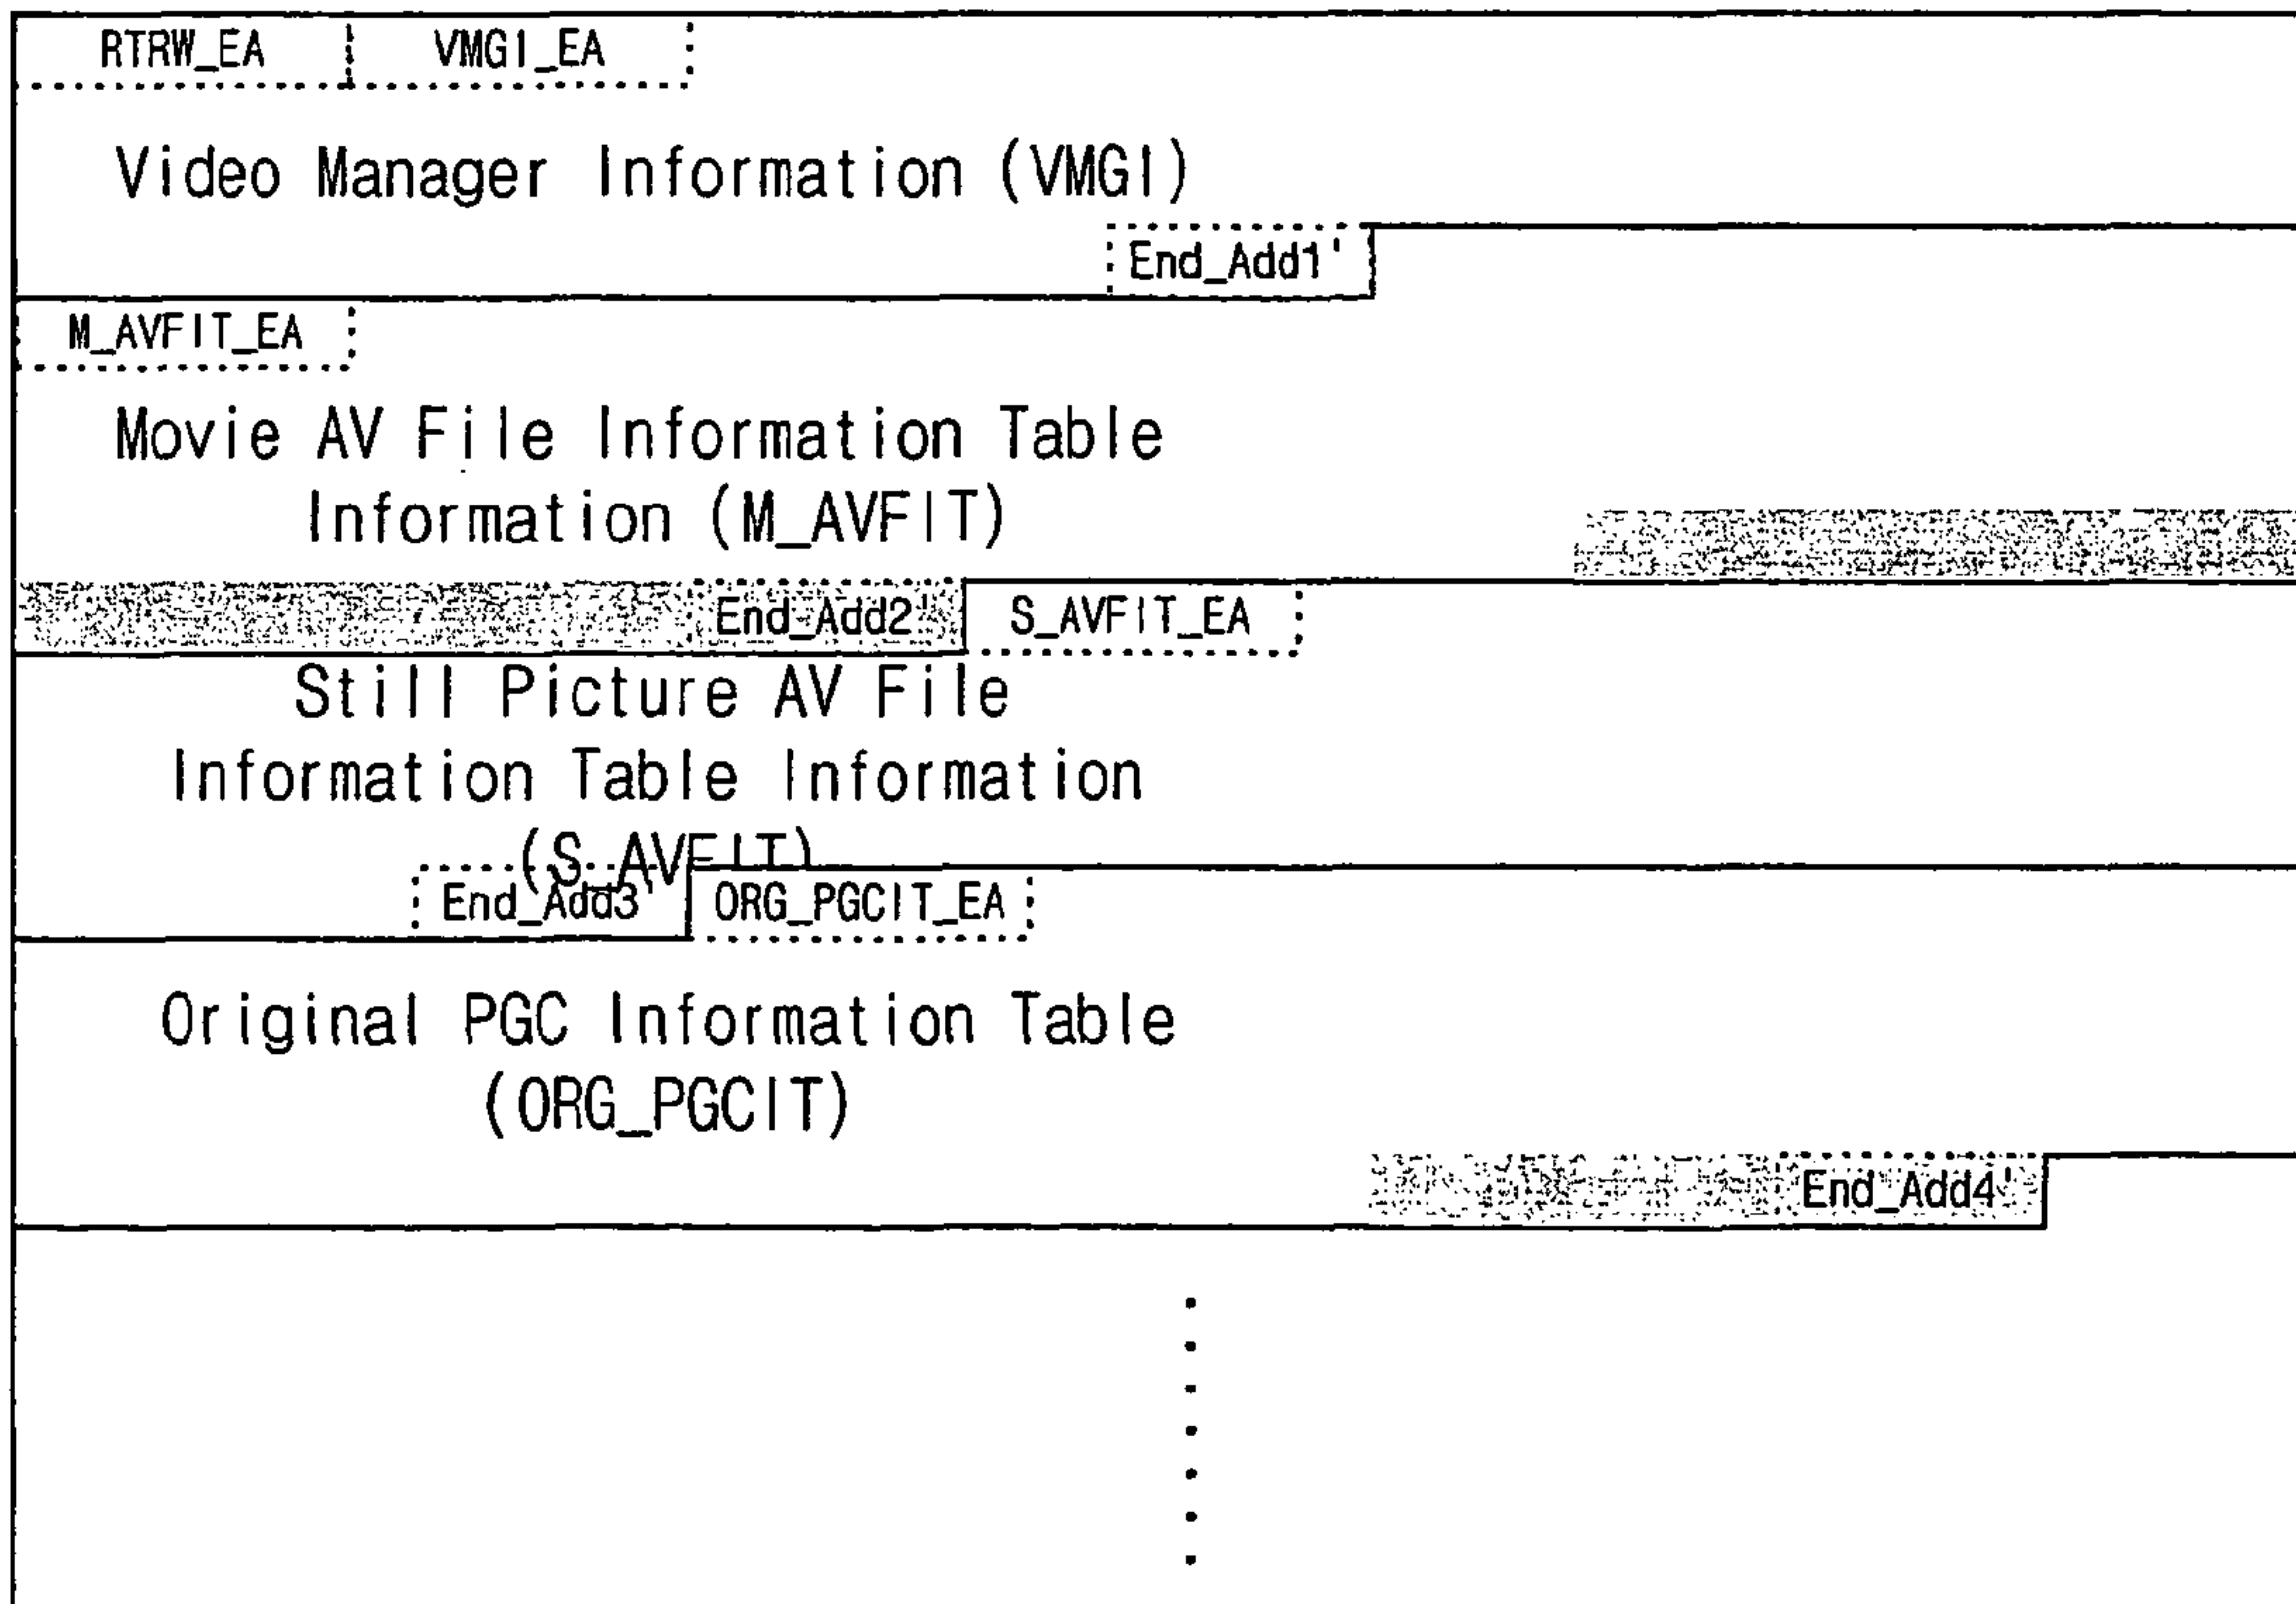 RTRW_EA VMGI_EA
Video Manager Information (VMGI)
End_Add1'
M_AVFIT_EA
Movie AV File Information Table
Information (M_AVFIT)
End_Add2' S_AVFIT_EA
Still Picture AV File
Information Table Information
(S_AVFIT)
End_Add3' ORG_PGCIT_EA
Original PGC Information Table
(ORG_PGCIT)
End_Add4'